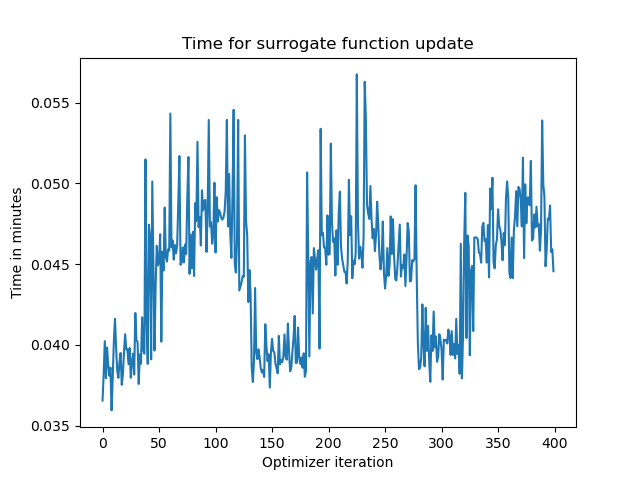 Time for surrogate function update
Time in minutes
0.055
0.050
0.045
0.040
0.035
0 50 100 150 200 250 300 350 400
Optimizer iteration